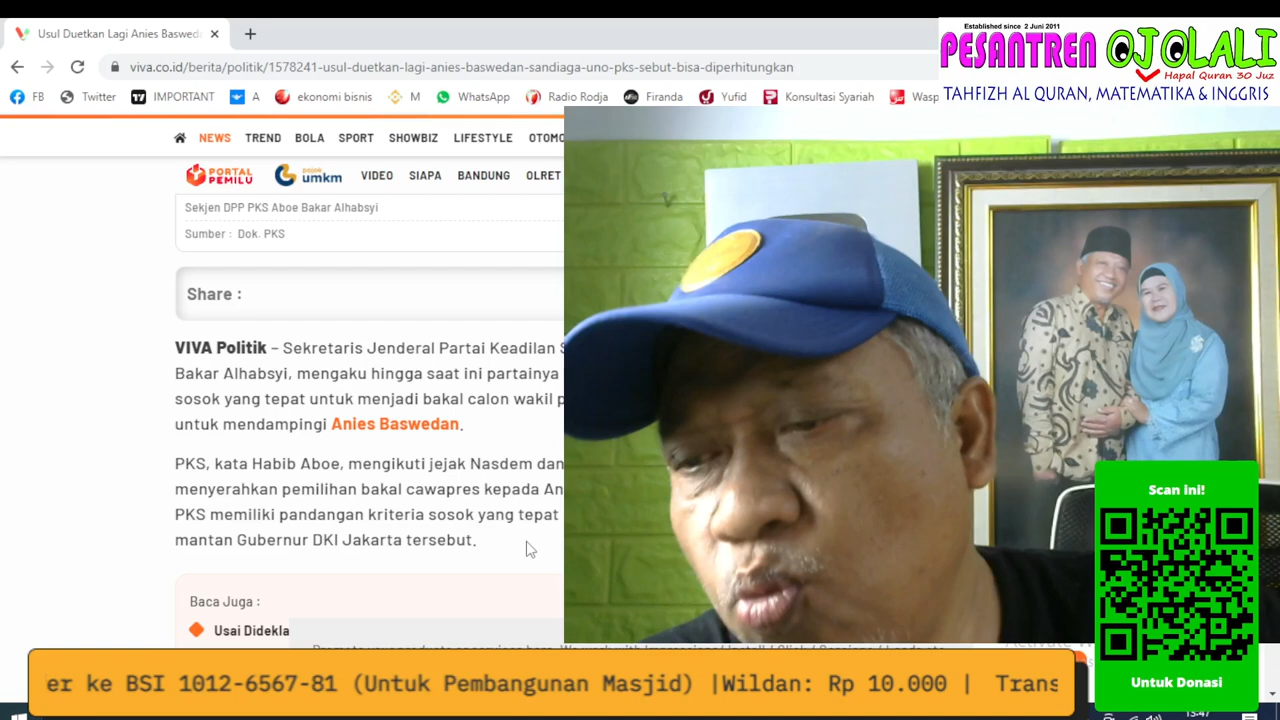 Usul Duetkan Lagi Anies Baswed
viva.co.id/berita/politik/1578141-usul-duetkan-lagi-anies-baswedan-sandiaga-uno-pks-sebut-bisa-diperhitungkan
FB Twitter IMPORTANT A ekonomi bisnis M WhatsApp Radio Rodja Firanda Yufid Konsultasi Syariah Wasp
Established since 2 Juni 2011
PESANTREN OJOLALI
Hapal Quran 30 Juz
TAHFIZH AL QURAN, MATEMATIKA & INGGRIS
NEWS TREND BOLA SPORT SHOWBIZ LIFESTYLE OTOMO
PORTAL PEMILU umkm VIDEO SIAPA BANDUNG OLRET
Sekjen DPP PKS Aboe Bakar Alhabsyi
Sumber : Dok. PKS
Share :
VIVA Politik – Sekretaris Jenderal Partai Keadilan S
Bakar Alhabsyi, mengaku hingga saat ini partainya
sosok yang tepat untuk menjadi bakal calon wakil p
untuk mendampingi Anies Baswedan.
PKS, kata Habib Aboe, mengikuti jejak Nasdem dan
menyerahkan pemilihan bakal cawapres kepada An
PKS memiliki pandangan kriteria sosok yang tepat
mantan Gubernur DKI Jakarta tersebut.
Baca Juga :
Usai Didekla
Scan ini!
Untuk Donasi
er ke BSI 1012-6567-81 (Untuk Pembangunan Masjid) |Wildan: Rp 10.000 | Trans
13.47